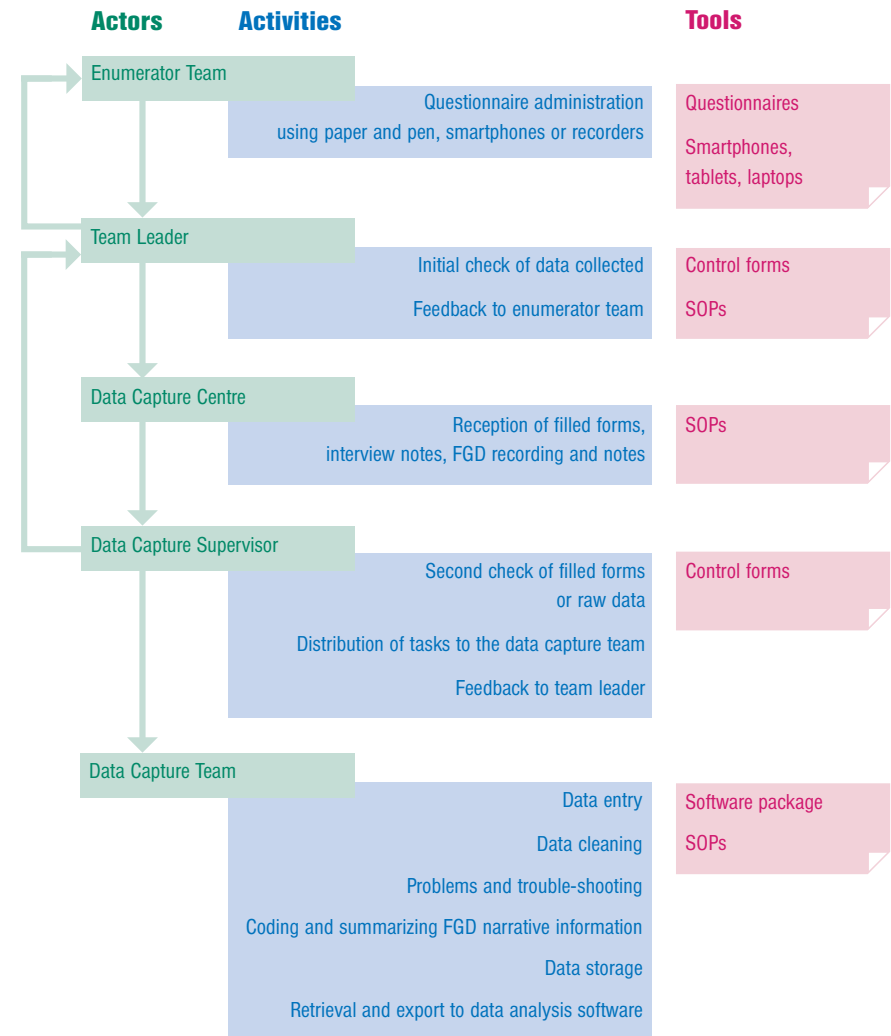 Actors
Activities
Tools
Enumerator Team
Questionnaire administration
using paper and pen, smartphones or recorders
Questionnaires
Smartphones,
tablets, laptops
Team Leader
Initial check of data collected
Feedback to enumerator team
Control forms
SOPs
Data Capture Centre
Reception of filled forms,
interview notes, FGD recording and notes
SOPs
Data Capture Supervisor
Second check of filled forms
or raw data
Distribution of tasks to the data capture team
Feedback to team leader
Control forms
Data Capture Team
Data entry
Data cleaning
Problems and trouble-shooting
Coding and summarizing FGD narrative information
Data storage
Retrieval and export to data analysis software
Software package
SOPs